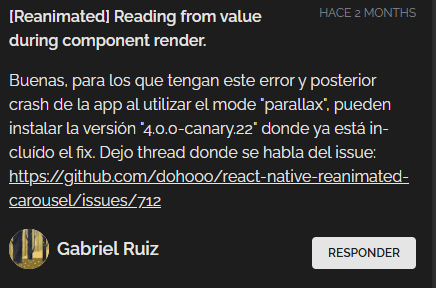 [Reanimated] Reading from value
HACE 2 MONTHS
during component render.
Buenas, para los que tengan este error y posterior
crash de la app al utilizar el mode "parallax", pueden
instalar la versión "4.0.0-canary.22" donde ya está in-
cluído el fix. Dejo thread donde se habla del issue:
https://github.com/dohooo/react-native-reanimated-
carousel/issues/712
Gabriel Ruiz
RESPONDER